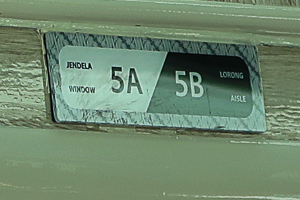 JENDELA
WINDOW
5A
5B
LORONG
AISLE